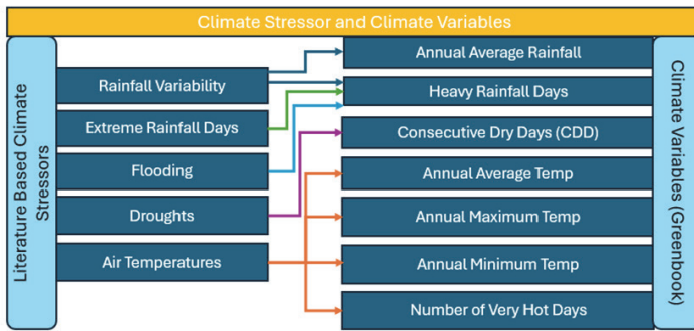 Climate Stressor and Climate Variables
Literature Based Climate
Stressors
Rainfall Variability
Extreme Rainfall Days
Flooding
Droughts
Air Temperatures
Annual Average Rainfall
Heavy Rainfall Days
Consecutive Dry Days (CDD)
Annual Average Temp
Annual Maximum Temp
Annual Minimum Temp
Number of Very Hot Days
Climate Variables (Greenbook)